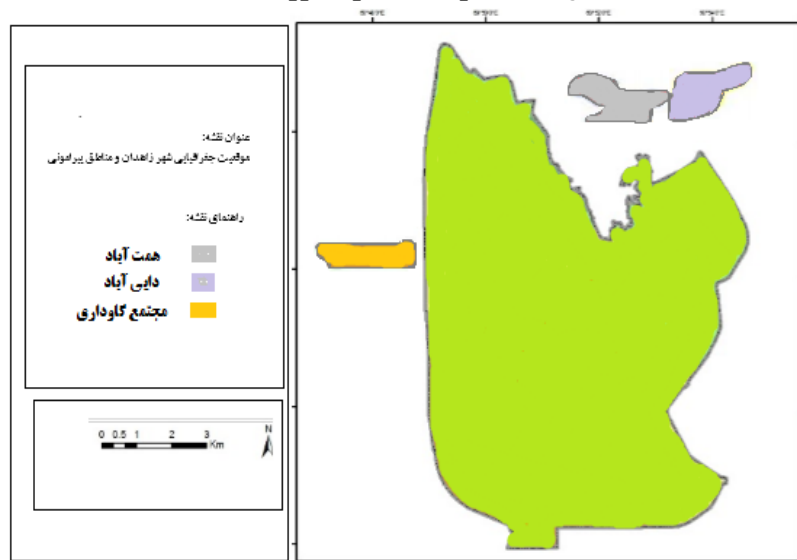 عنوان نقشه:
موقعیت جغرافیایی شهر زاهدان و مناطق پیرامونی
راهنمای نقشه:
همت آباد
دایی آباد
مجتمع گاوداری
0 0.5 1 2 3
Km
N